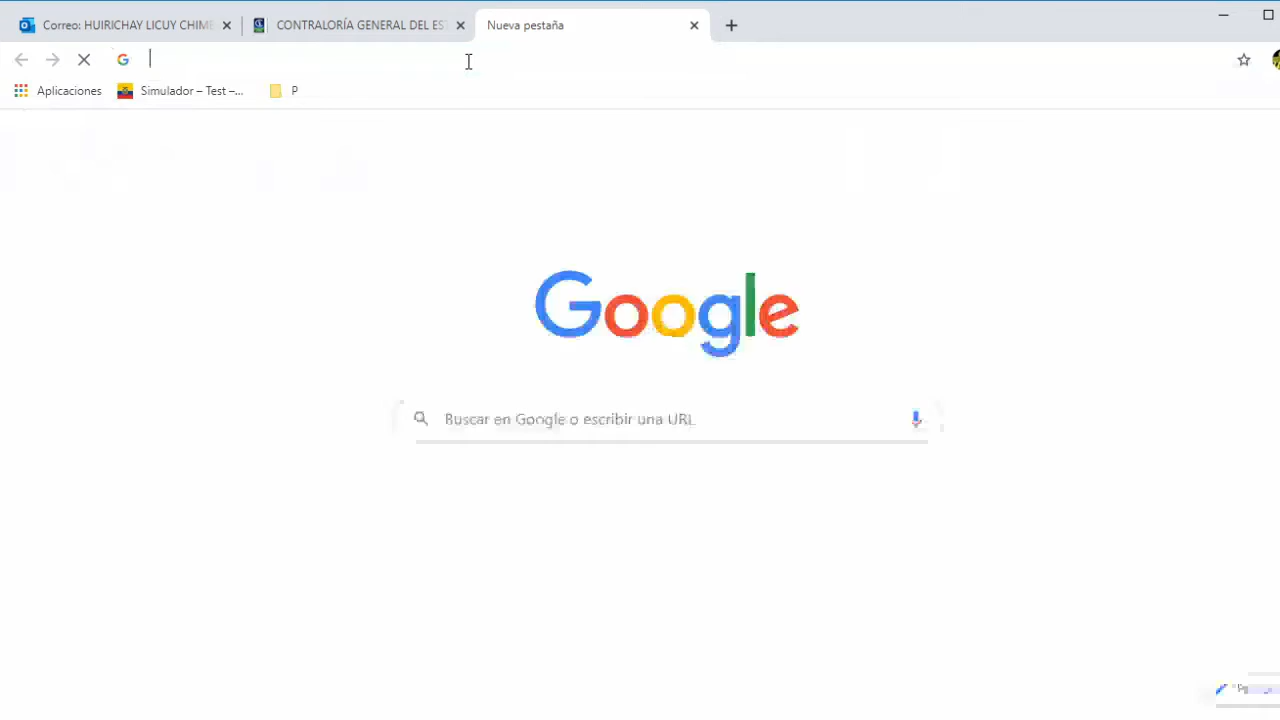 Correo: HUIRICHAY LICUY CHIME
CONTRALORÍA GENERAL DEL ES
Nueva pestaña
Aplicaciones
Simulador – Test –...
P
Google
Buscar en Google o escribir una URL